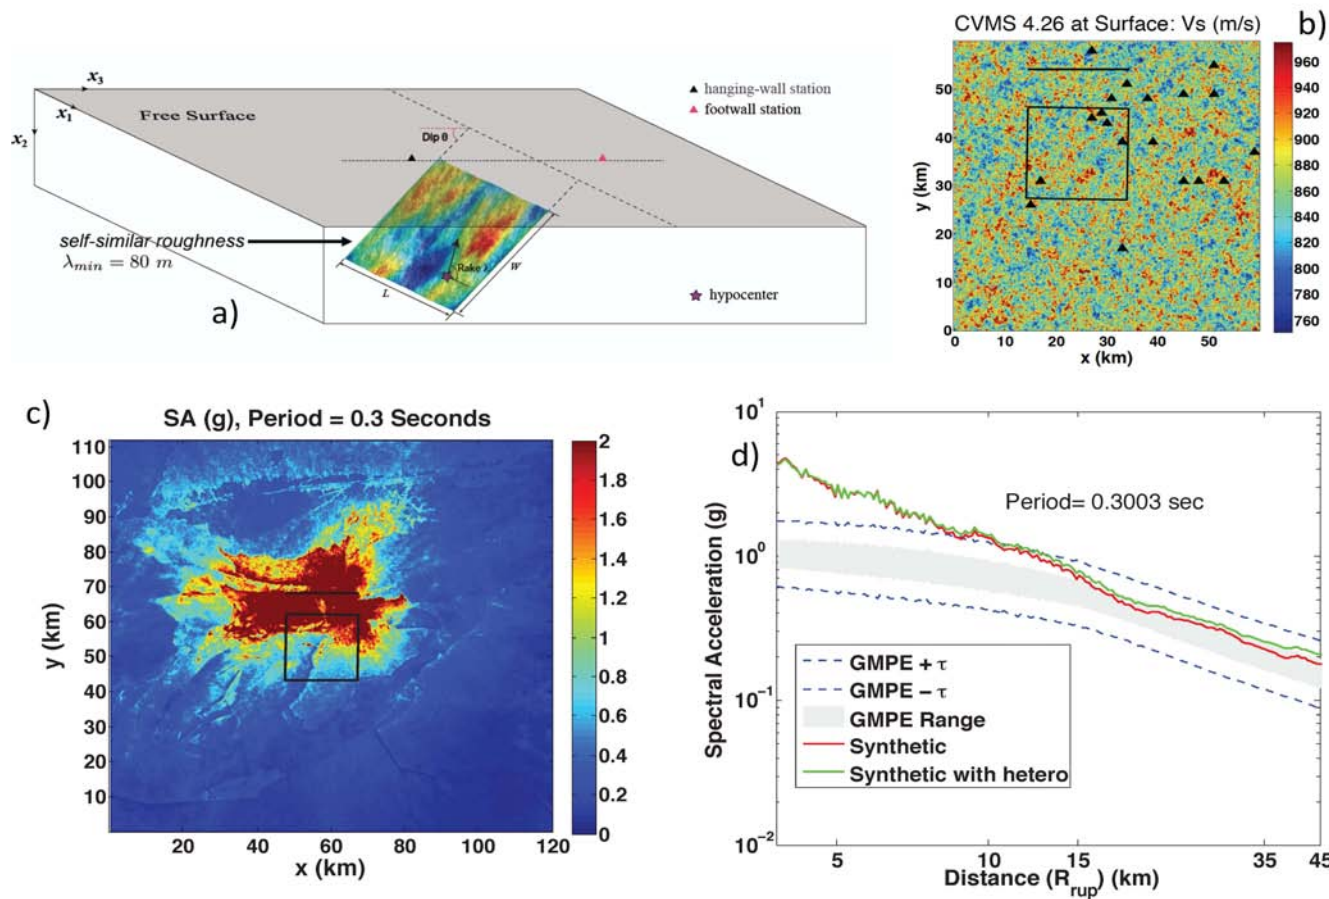 a)
x₃
x₁
x₂
Free Surface
Dip θ
▲ hanging-wall station
▲ footwall station
self-similar roughness
λmin = 80 m
Rake λ
W
L
☆ hypocenter
b)
CVMS 4.26 at Surface: Vs (m/s)
50
40
30
20
10
0
y (km)
0 10 20 30 40 50
x (km)
960
940
920
900
880
860
840
820
800
780
760
c)
SA (g), Period = 0.3 Seconds
110
100
90
80
70
60
50
40
30
20
10
y (km)
20 40 60 80 100 120
x (km)
2
1.8
1.6
1.4
1.2
1
0.8
0.6
0.4
0.2
0
d)
10¹
10⁰
10⁻¹
10⁻²
Spectral Acceleration (g)
Period= 0.3003 sec
GMPE + τ
GMPE − τ
GMPE Range
Synthetic
Synthetic with hetero
5 10 15 35 45
Distance (Rrup) (km)